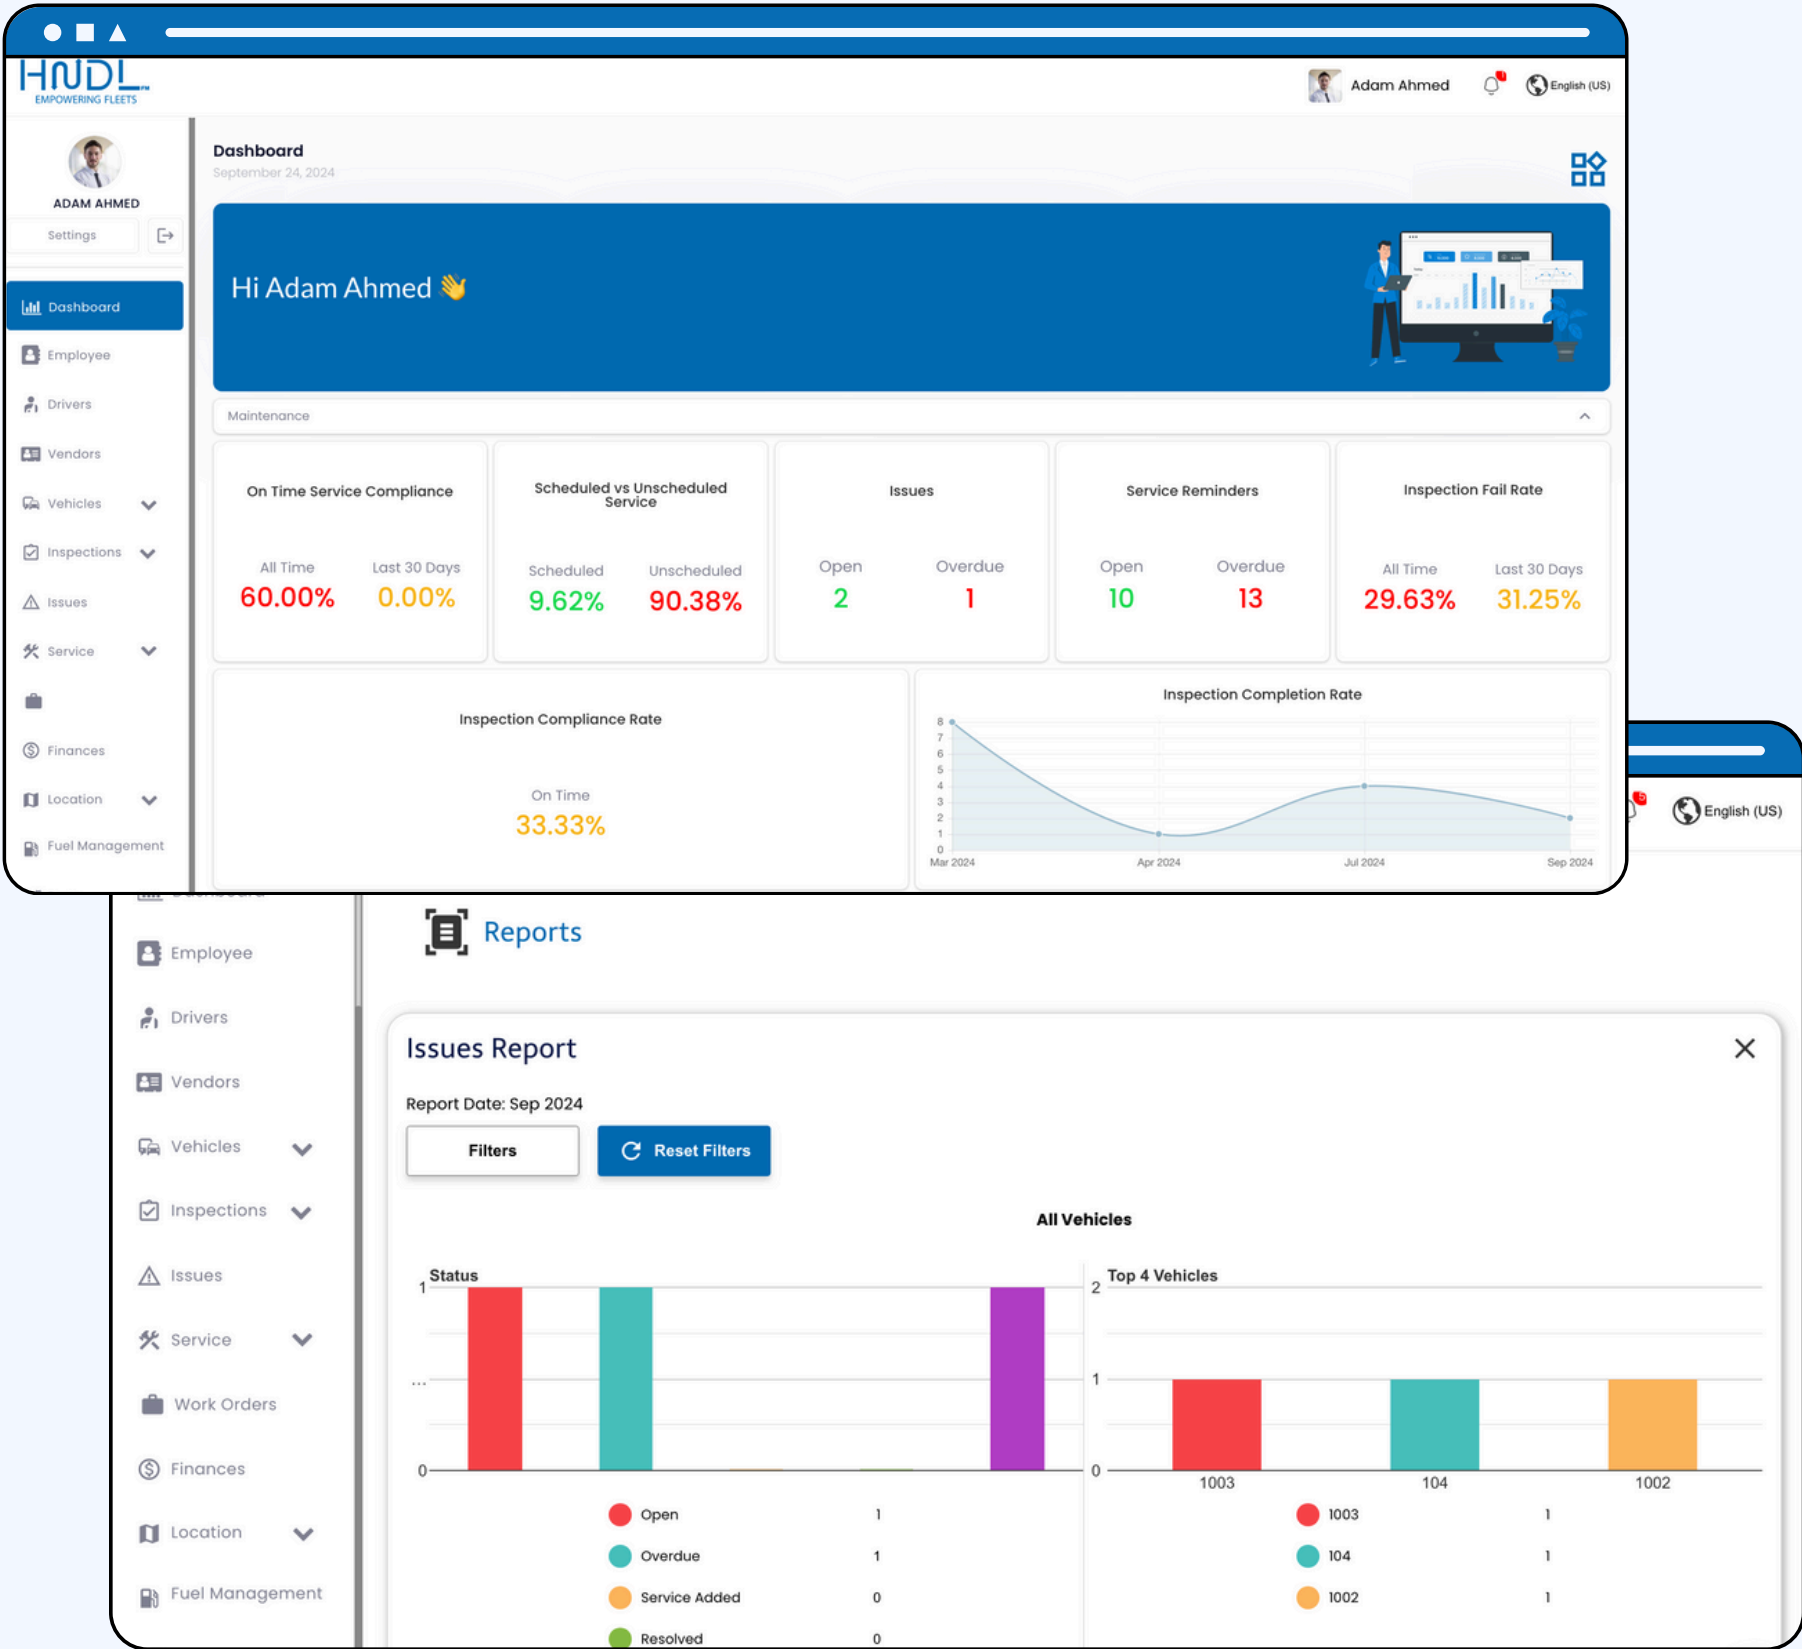 HNDL FM
EMPOWERING FLEETS
Adam Ahmed
English (US)
ADAM AHMED
Settings
Dashboard
Employee
Drivers
Vendors
Vehicles
Inspections
Issues
Service
Finances
Location
Fuel Management
Dashboard
September 24, 2024
Hi Adam Ahmed 👋
Maintenance
On Time Service Compliance
All Time
Last 30 Days
60.00%
0.00%
Scheduled vs Unscheduled
Service
Scheduled
Unscheduled
9.62%
90.38%
Issues
Open
Overdue
2
1
Service Reminders
Open
Overdue
10
13
Inspection Fail Rate
All Time
Last 30 Days
29.63%
31.25%
Inspection Compliance Rate
On Time
33.33%
Inspection Completion Rate
8
7
6
5
4
3
2
1
0
Mar 2024
Apr 2024
Jul 2024
Sep 2024
English (US)
Employee
Drivers
Vendors
Vehicles
Inspections
Issues
Service
Work Orders
Finances
Location
Fuel Management
Reports
Issues Report
Report Date: Sep 2024
Filters
Reset Filters
All Vehicles
Status
1
...
0
Open 1
Overdue 1
Service Added 0
Resolved 0
Top 4 Vehicles
2
1
0
1003
104
1002
1003 1
104 1
1002 1